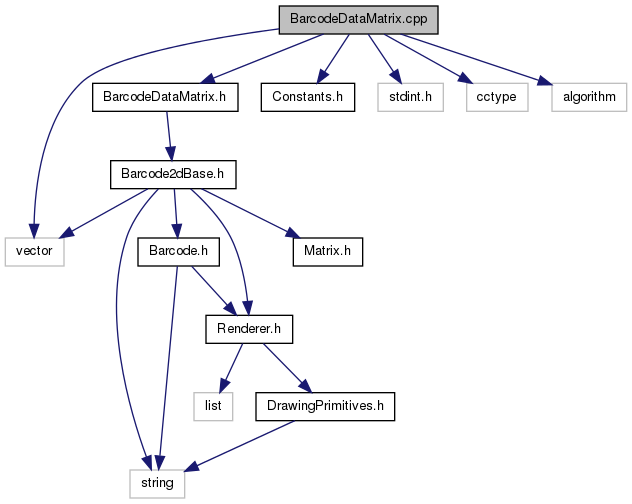 BarcodeDataMatrix.cpp
BarcodeDataMatrix.h
Constants.h
stdint.h
cctype
algorithm
Barcode2dBase.h
vector
Barcode.h
Matrix.h
Renderer.h
list
DrawingPrimitives.h
string